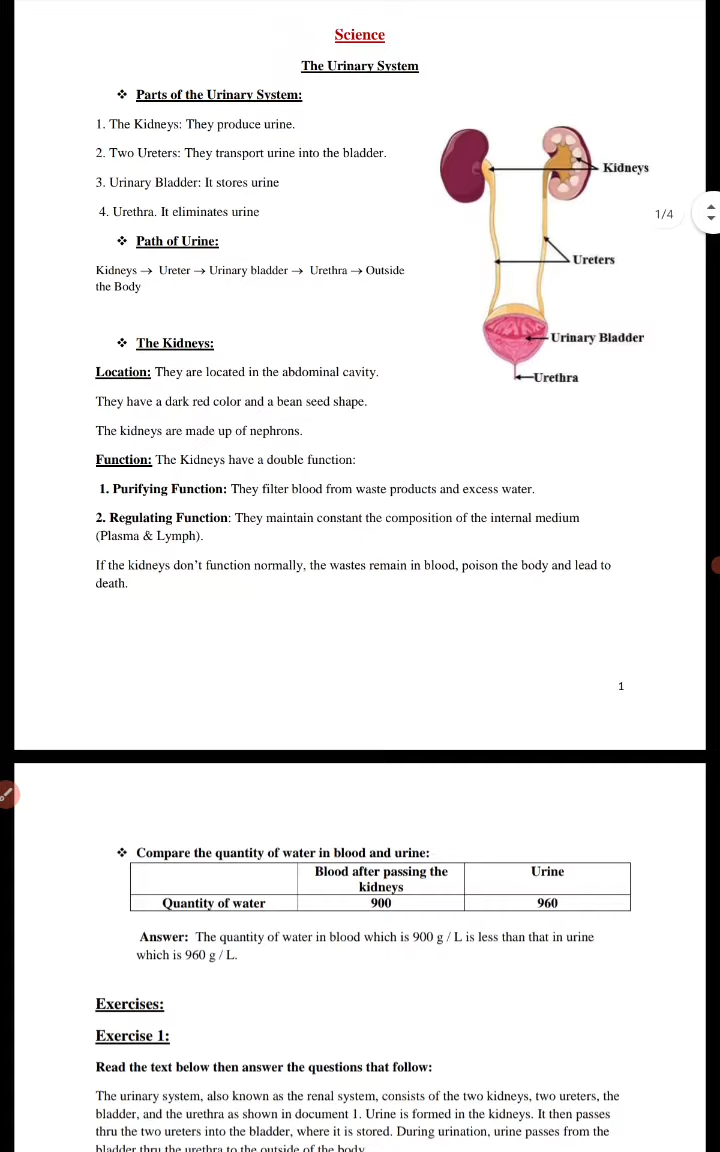 Science
The Urinary System
❖ Parts of the Urinary System:
1. The Kidneys: They produce urine.
2. Two Ureters: They transport urine into the bladder.
3. Urinary Bladder: It stores urine
4. Urethra. It eliminates urine
Kidneys
Ureters
Urinary Bladder
Urethra
1/4
❖ Path of Urine:
Kidneys → Ureter → Urinary bladder → Urethra → Outside
the Body
❖ The Kidneys:
Location: They are located in the abdominal cavity.
They have a dark red color and a bean seed shape.
The kidneys are made up of nephrons.
Function: The Kidneys have a double function:
1. Purifying Function: They filter blood from waste products and excess water.
2. Regulating Function: They maintain constant the composition of the internal medium
(Plasma & Lymph).
If the kidneys don’t function normally, the wastes remain in blood, poison the body and lead to
death.
1
❖ Compare the quantity of water in blood and urine:
Blood after passing the
kidneys
Urine
Quantity of water 900 960
Answer: The quantity of water in blood which is 900 g / L is less than that in urine
which is 960 g / L.
Exercises:
Exercise 1:
Read the text below then answer the questions that follow:
The urinary system, also known as the renal system, consists of the two kidneys, two ureters, the
bladder, and the urethra as shown in document 1. Urine is formed in the kidneys. It then passes
thru the two ureters into the bladder, where it is stored. During urination, urine passes from the
bladder thru the urethra to the outside of the body.